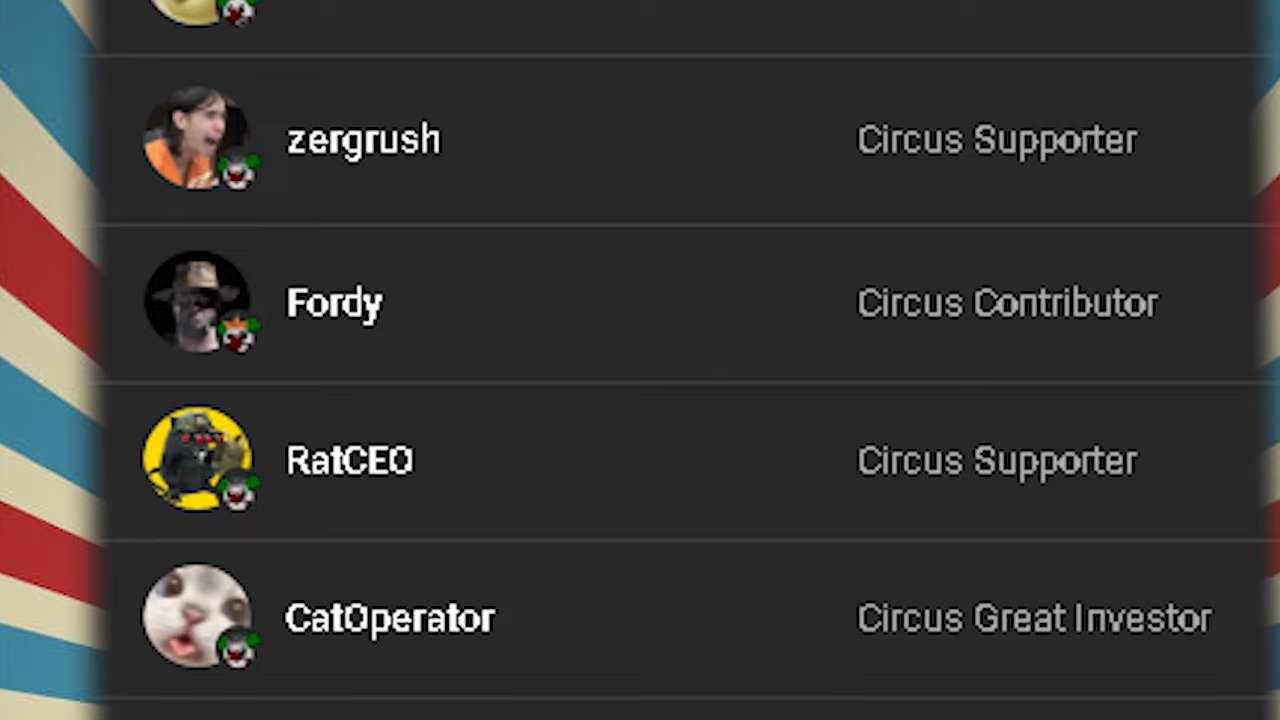 zergrush Circus Supporter
Fordy Circus Contributor
RatCEO Circus Supporter
CatOperator Circus Great Investor